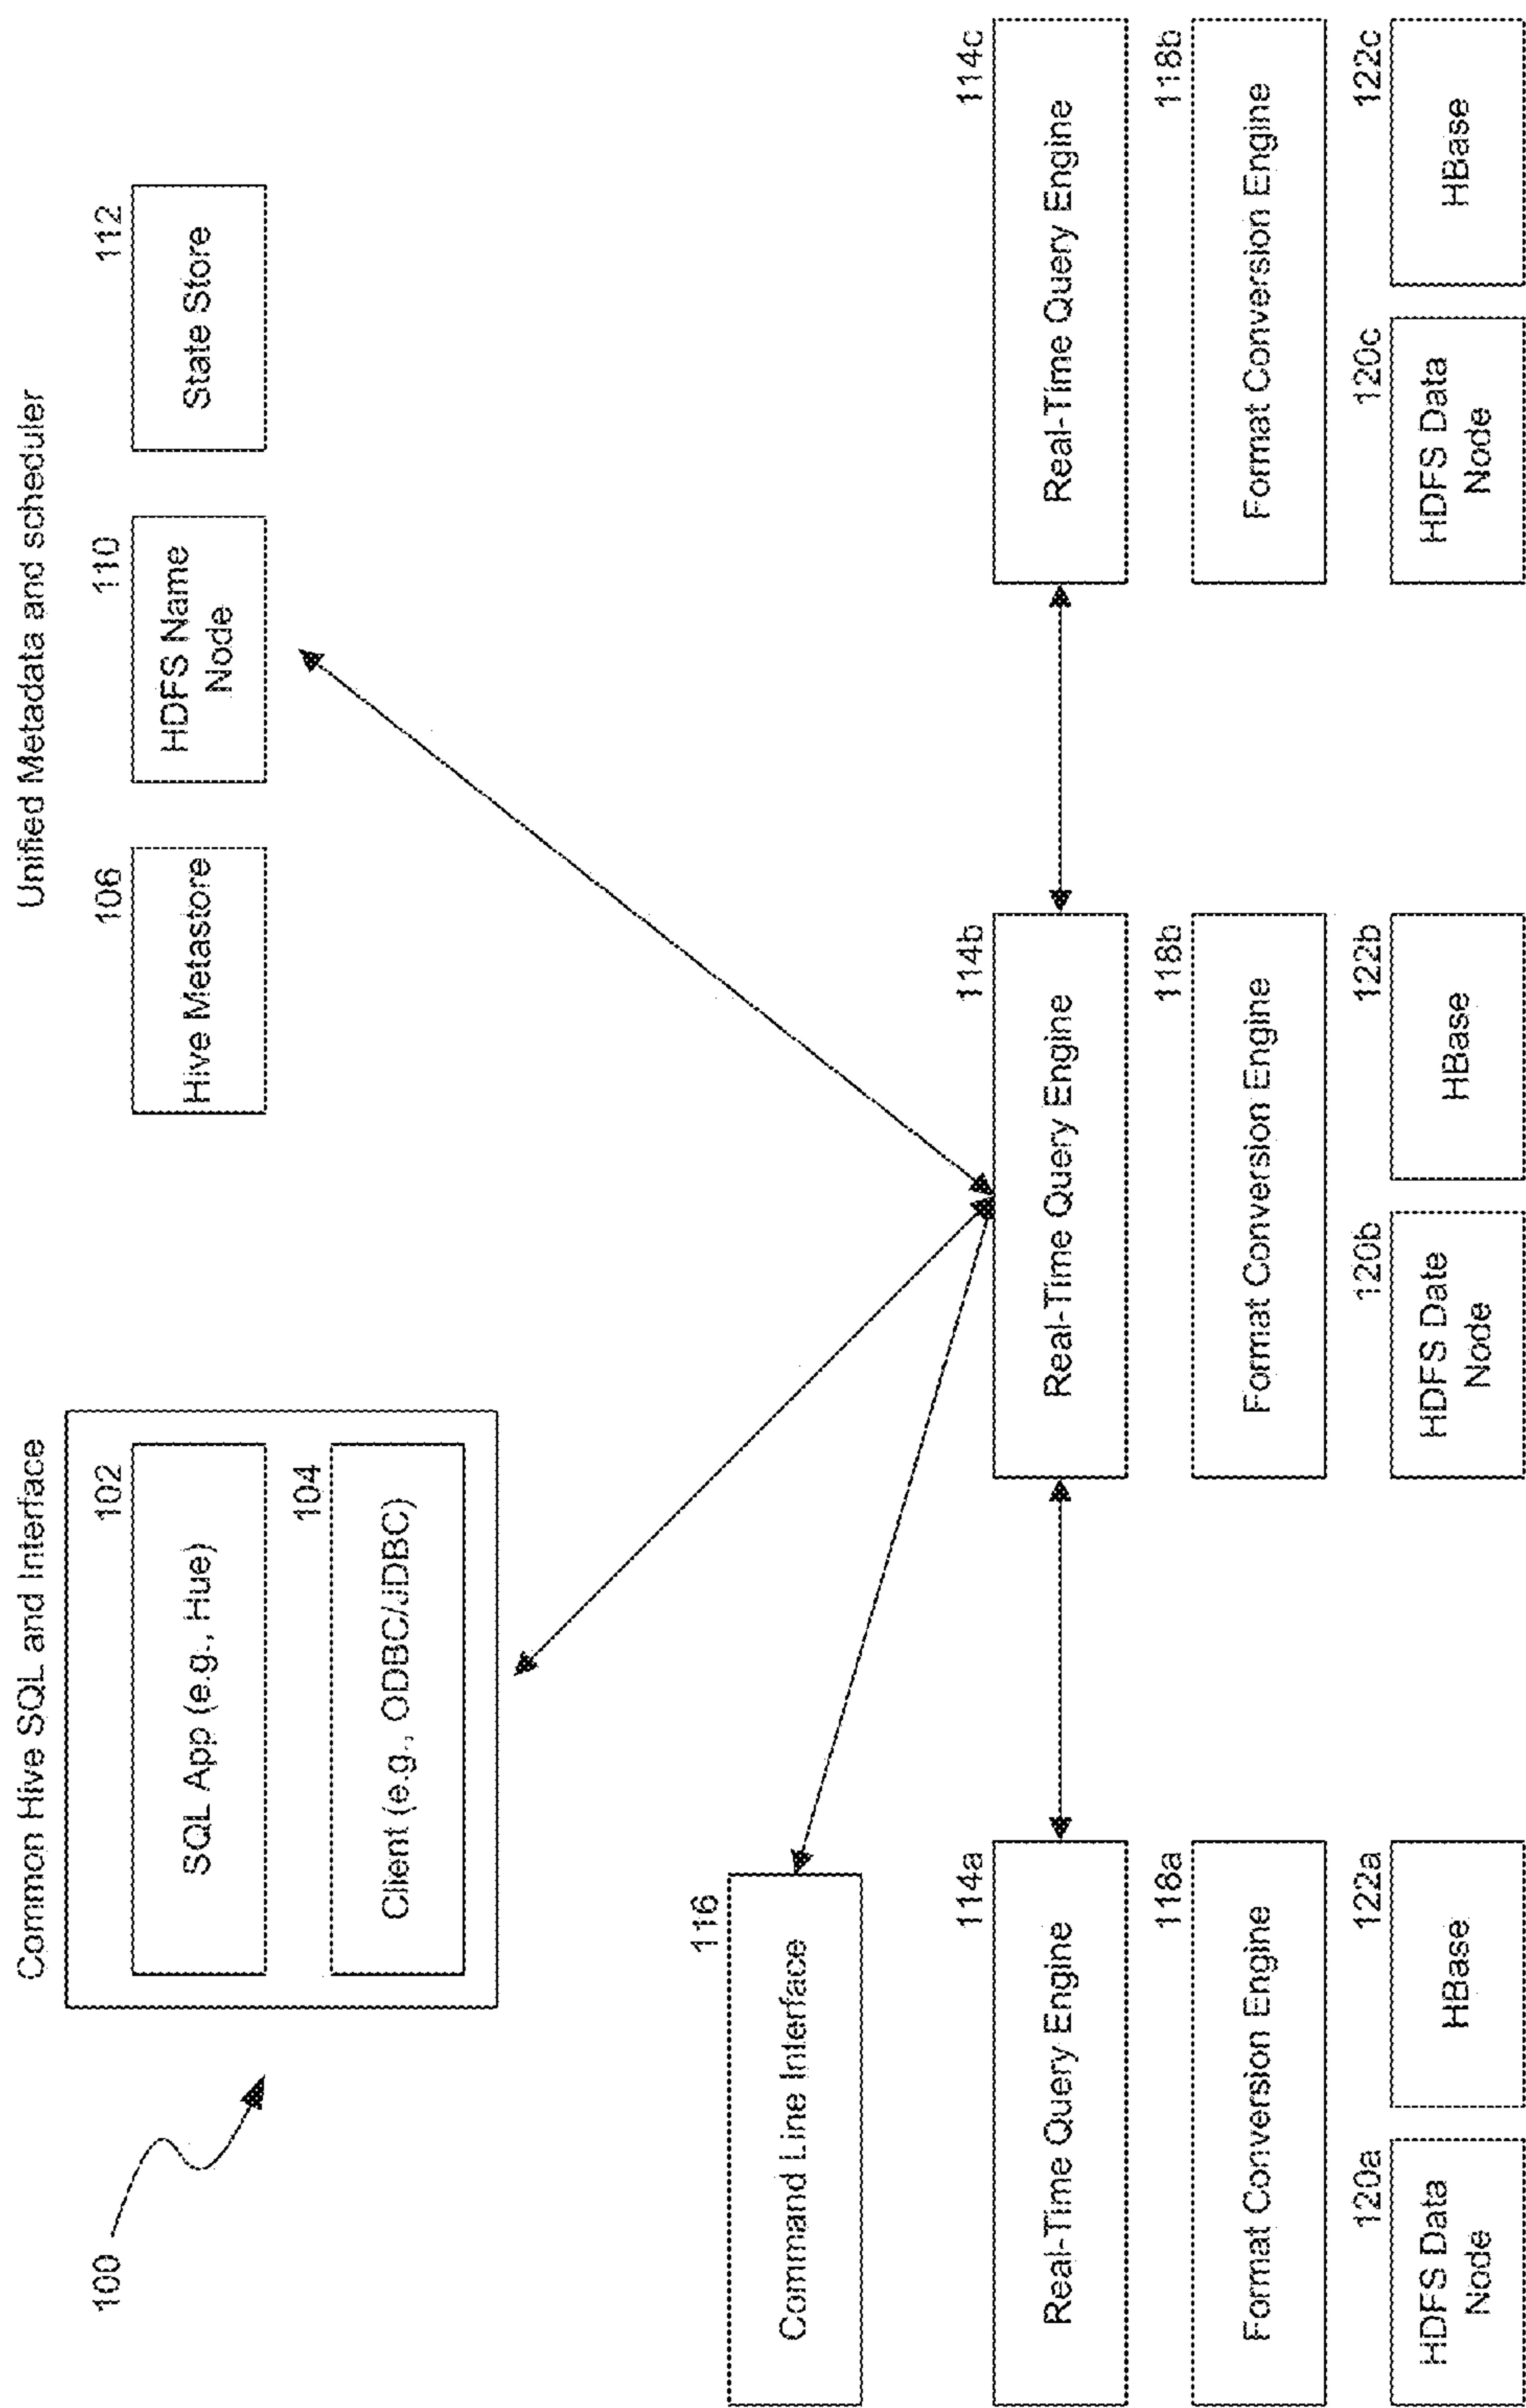 Common Hive SQL and Interface
Unified Metadata and scheduler
100
102
SQL App (e.g., Hue)
104
Client (e.g., ODBC/JDBC)
106
Hive Metastore
110
HDFS Name
Node
112
State Store
116
Command Line Interface
114a
Real-Time Query Engine
114b
Real-Time Query Engine
114c
Real-Time Query Engine
118a
Format Conversion Engine
118b
Format Conversion Engine
118b
Format Conversion Engine
120a
HDFS Data
Node
122a
HBase
120b
HDFS Date
Node
122b
HBase
120c
HDFS Data
Node
122c
HBase